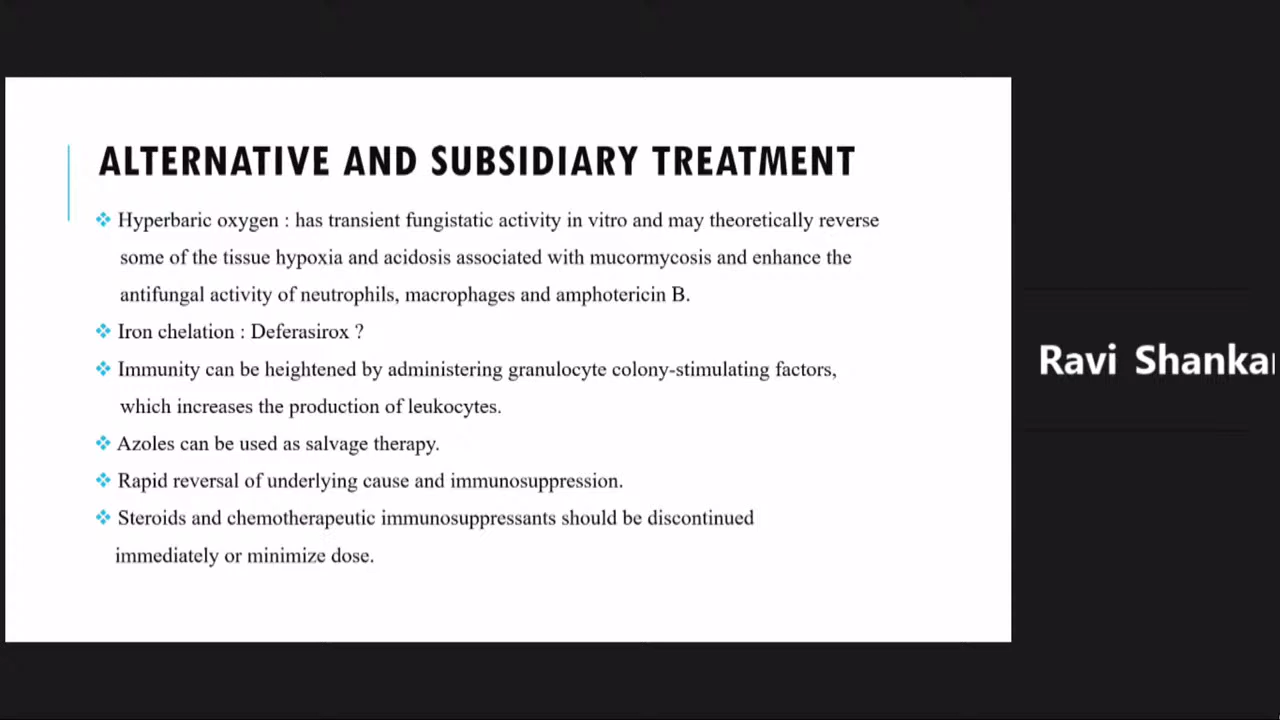 ALTERNATIVE AND SUBSIDIARY TREATMENT
Hyperbaric oxygen : has transient fungistatic activity in vitro and may theoretically reverse
some of the tissue hypoxia and acidosis associated with mucormycosis and enhance the
antifungal activity of neutrophils, macrophages and amphotericin B.
Iron chelation : Deferasirox ?
Immunity can be heightened by administering granulocyte colony-stimulating factors,
which increases the production of leukocytes.
Azoles can be used as salvage therapy.
Rapid reversal of underlying cause and immunosuppression.
Steroids and chemotherapeutic immunosuppressants should be discontinued
immediately or minimize dose.
Ravi Shankar